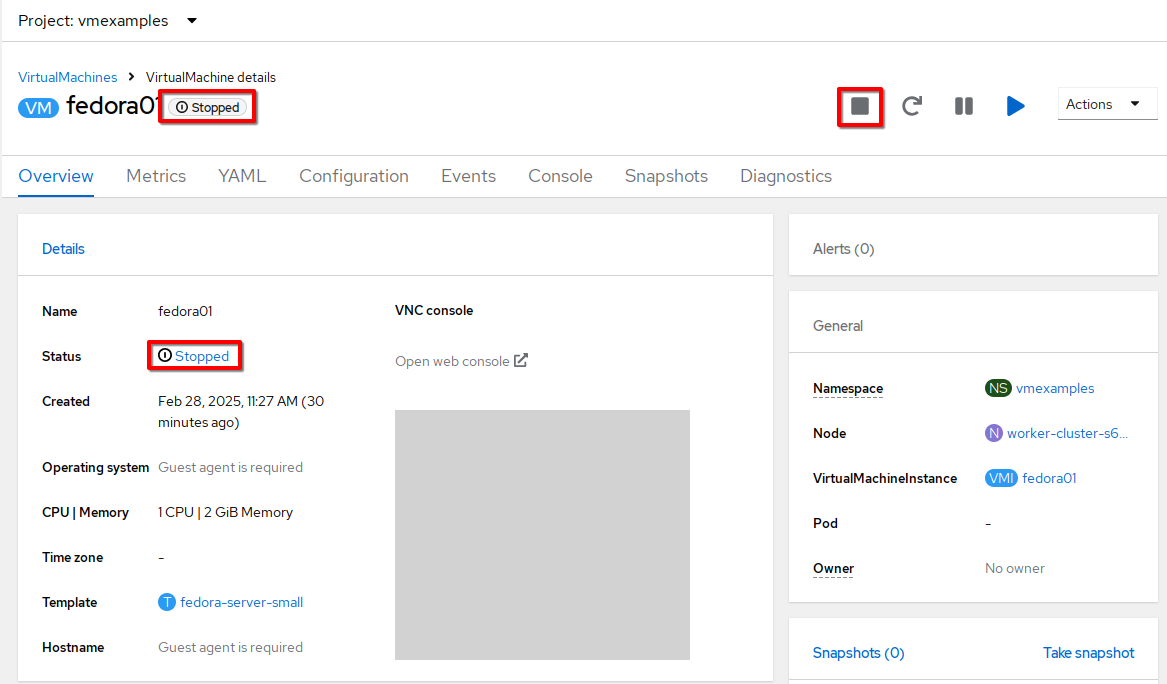 Project: vmexamples
VirtualMachines > VirtualMachine details
VM fedora01 Stopped
Actions
Overview Metrics YAML Configuration Events Console Snapshots Diagnostics
Details
Name fedora01
Status Stopped
Created Feb 28, 2025, 11:27 AM (30
minutes ago)
Operating system Guest agent is required
CPU | Memory 1 CPU | 2 GiB Memory
Time zone -
Template T fedora-server-small
Hostname Guest agent is required
VNC console
Open web console
Alerts (0)
General
Namespace NS vmexamples
Node N worker-cluster-s6...
VirtualMachineInstance VMI fedora01
Pod -
Owner No owner
Snapshots (0) Take snapshot